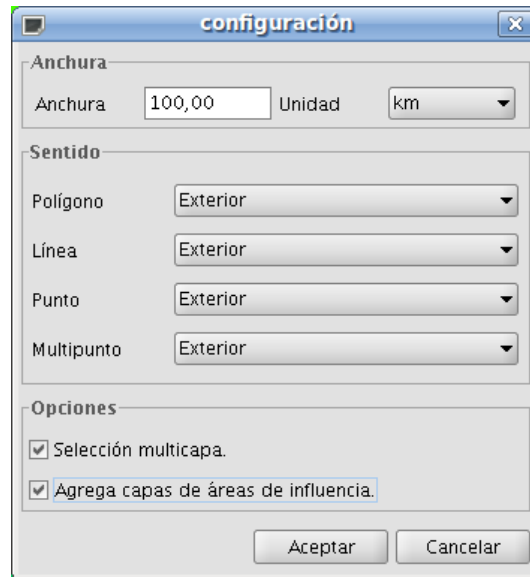 configuración
Anchura
Anchura 100,00 Unidad km
Sentido
Polígono Exterior
Línea Exterior
Punto Exterior
Multipunto Exterior
Opciones
Selección multicapa.
Agrega capas de áreas de influencia.
Aceptar Cancelar